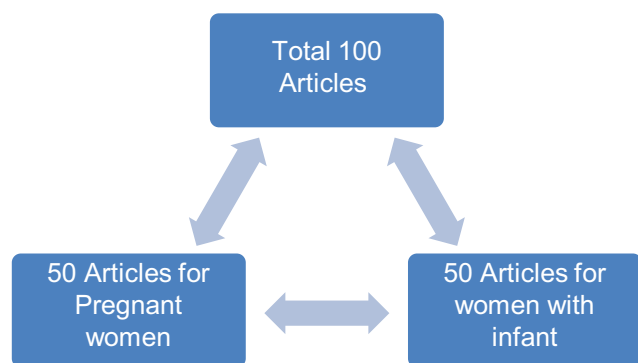 Total 100
Articles
50 Articles for
Pregnant
women
50 Articles for
women with
infant